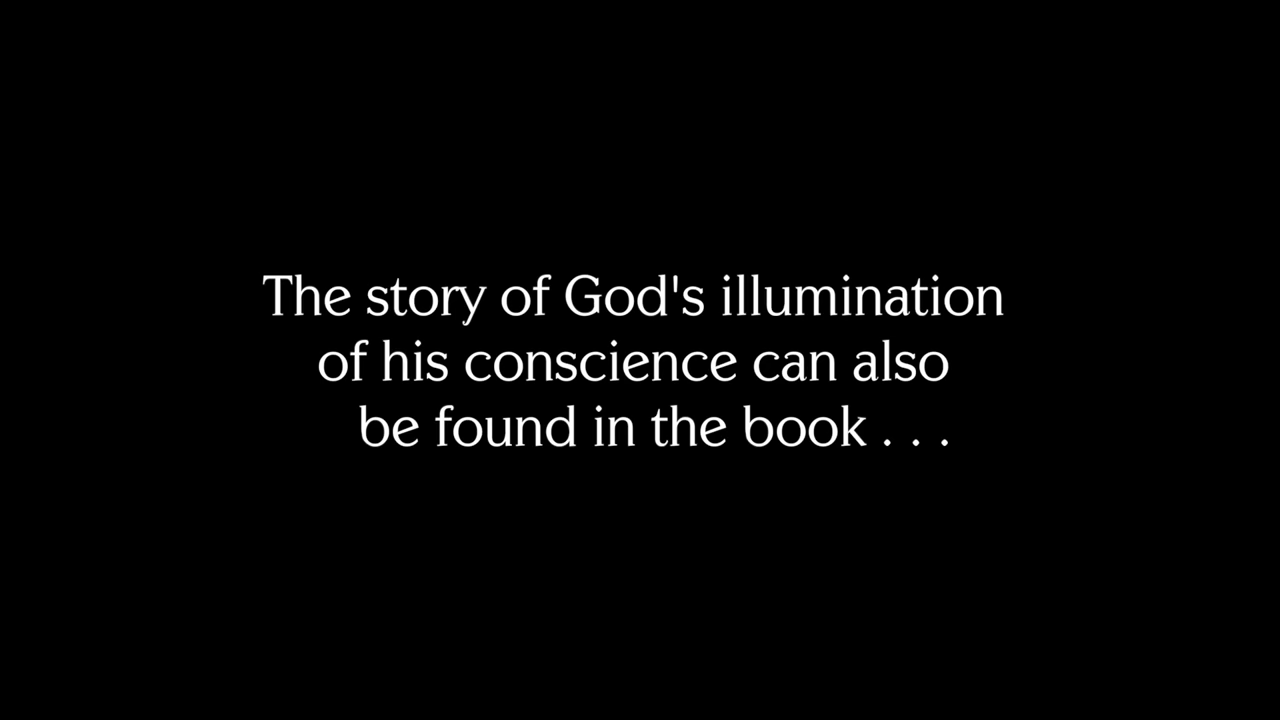 The story of God's illumination
of his conscience can also
be found in the book . . .